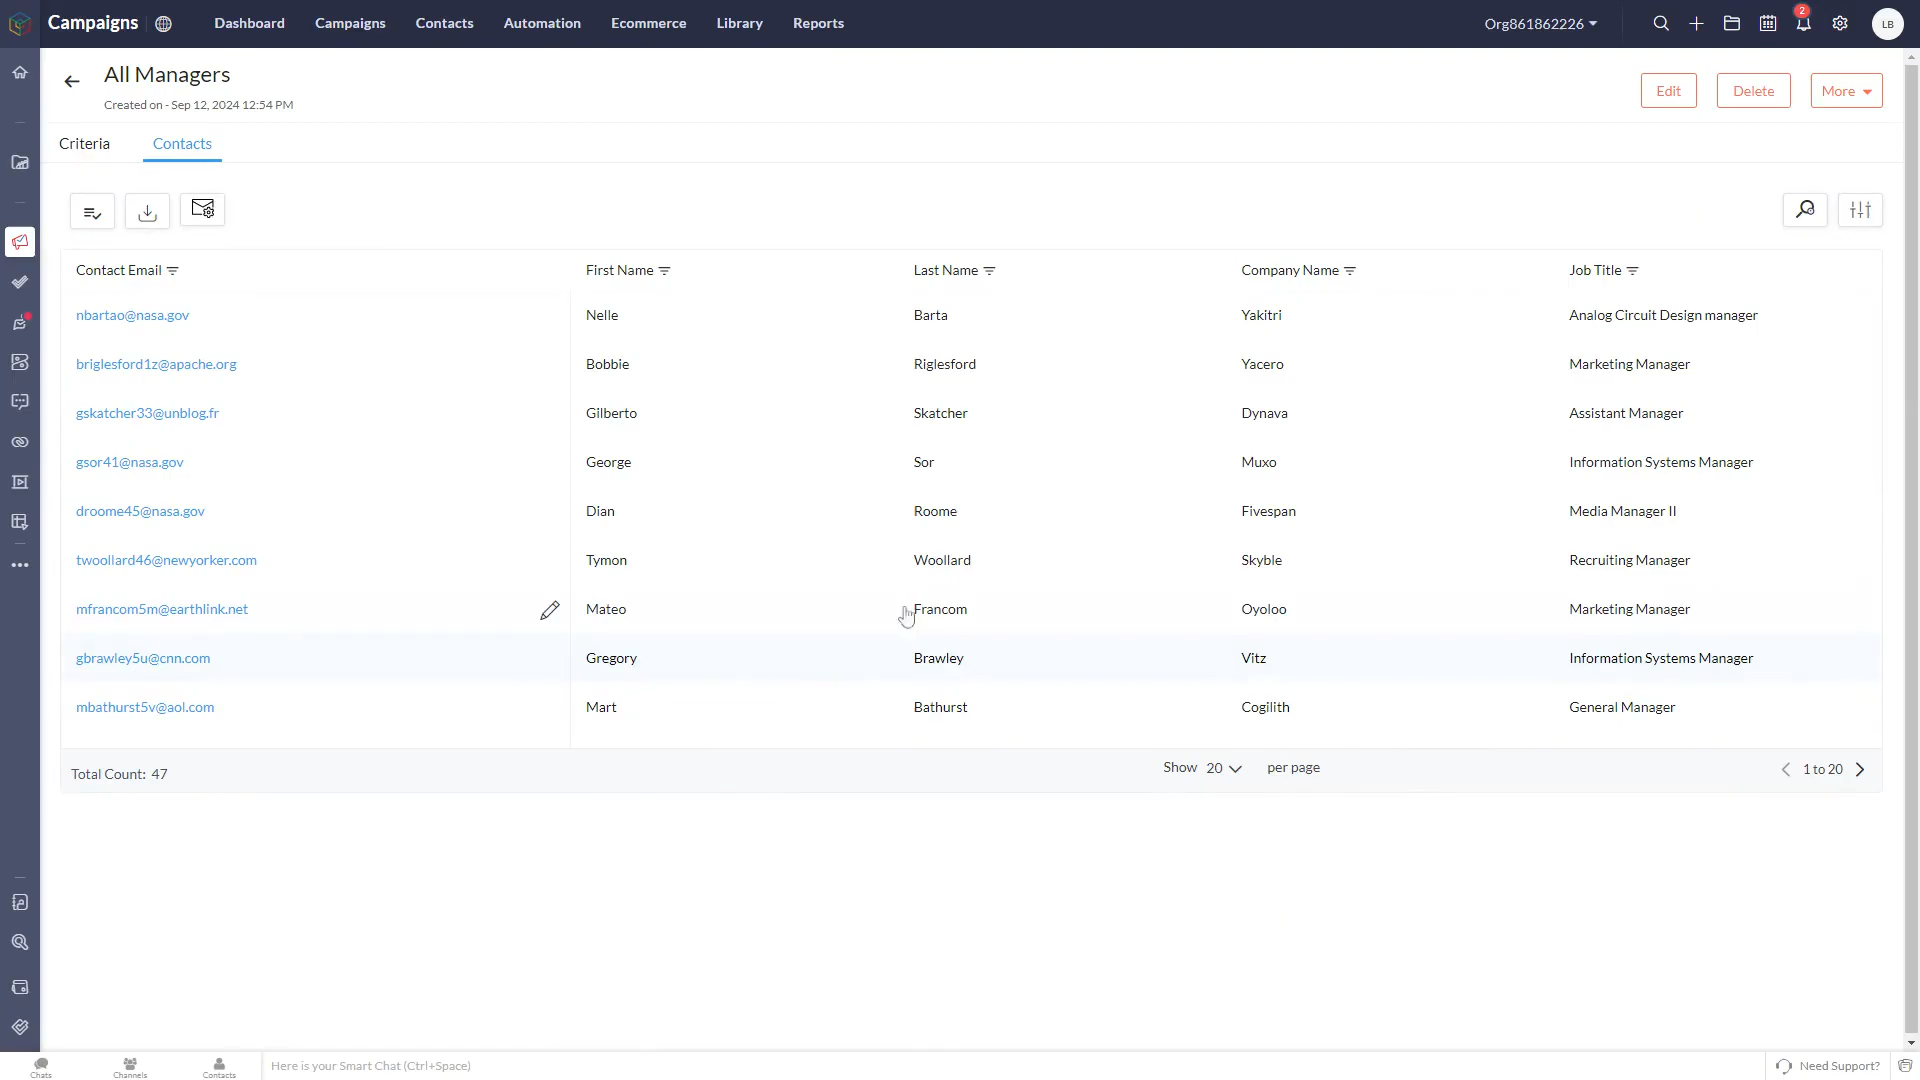 Campaigns
Dashboard Campaigns Contacts Automation Ecommerce Library Reports
Org861862226
2
LB
All Managers
Created on - Sep 12, 2024 12:54 PM
Edit Delete More
Criteria Contacts
Contact Email First Name Last Name Company Name Job Title
nbartao@nasa.gov Nelle Barta Yakitri Analog Circuit Design manager
briglesford1z@apache.org Bobbie Riglesford Yacero Marketing Manager
gskatcher33@unblog.fr Gilberto Skatcher Dynava Assistant Manager
gsor41@nasa.gov George Sor Muxo Information Systems Manager
droome45@nasa.gov Dian Roome Fivespan Media Manager II
twoollard46@newyorker.com Tymon Woollard Skyble Recruiting Manager
mfrancom5m@earthlink.net Mateo Francom Oyoloo Marketing Manager
gbrawley5u@cnn.com Gregory Brawley Vitz Information Systems Manager
mbathurst5v@aol.com Mart Bathurst Cogilith General Manager
Total Count: 47 Show 20 per page 1 to 20
Chats Channels Contacts Here is your Smart Chat (Ctrl+Space) Need Support?